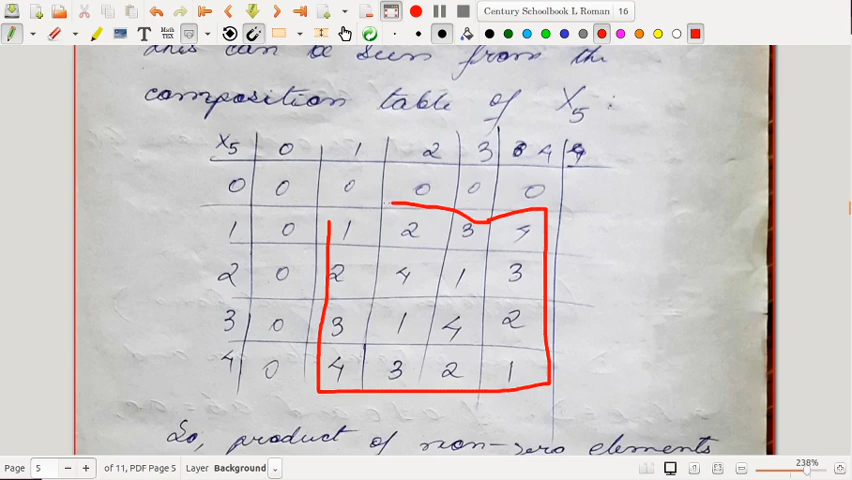 Century Schoolbook L Roman 16
T Math TEX
can be seen from the
composition table of X5 :
X5 0 1 2 3 4
0 0 0 0 0 0
1 0 1 2 3 4
2 0 2 4 1 3
3 0 3 1 4 2
4 0 4 3 2 1
So, product of non-zero elements
Page 5 of 11, PDF Page 5 Layer Background 238%